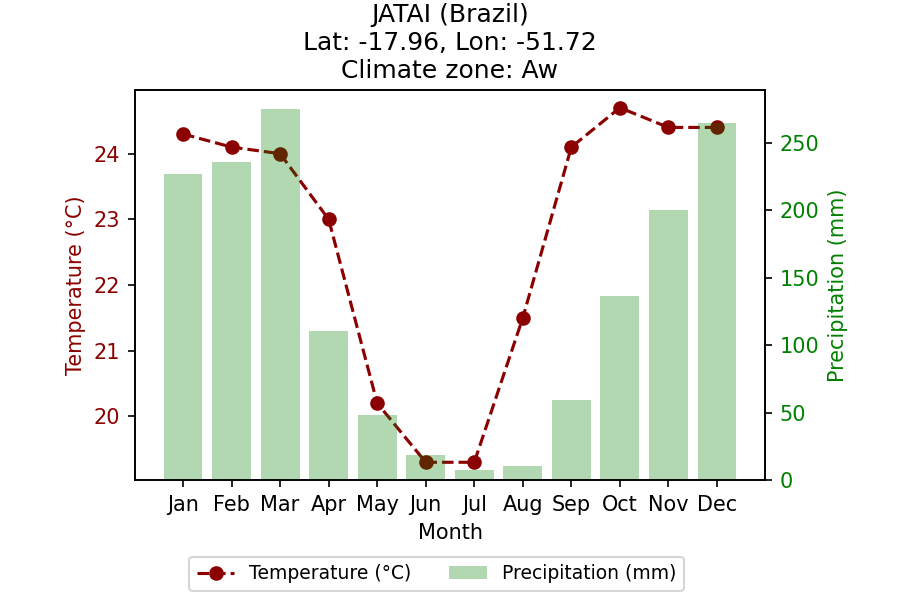 JATAI (Brazil)
Lat: -17.96, Lon: -51.72
Climate zone: Aw
Temperature (°C)
24
23
22
21
20
250
200
150
100
50
0
Precipitation (mm)
Jan Feb Mar Apr May Jun Jul Aug Sep Oct Nov Dec
Month
Temperature (°C) Precipitation (mm)